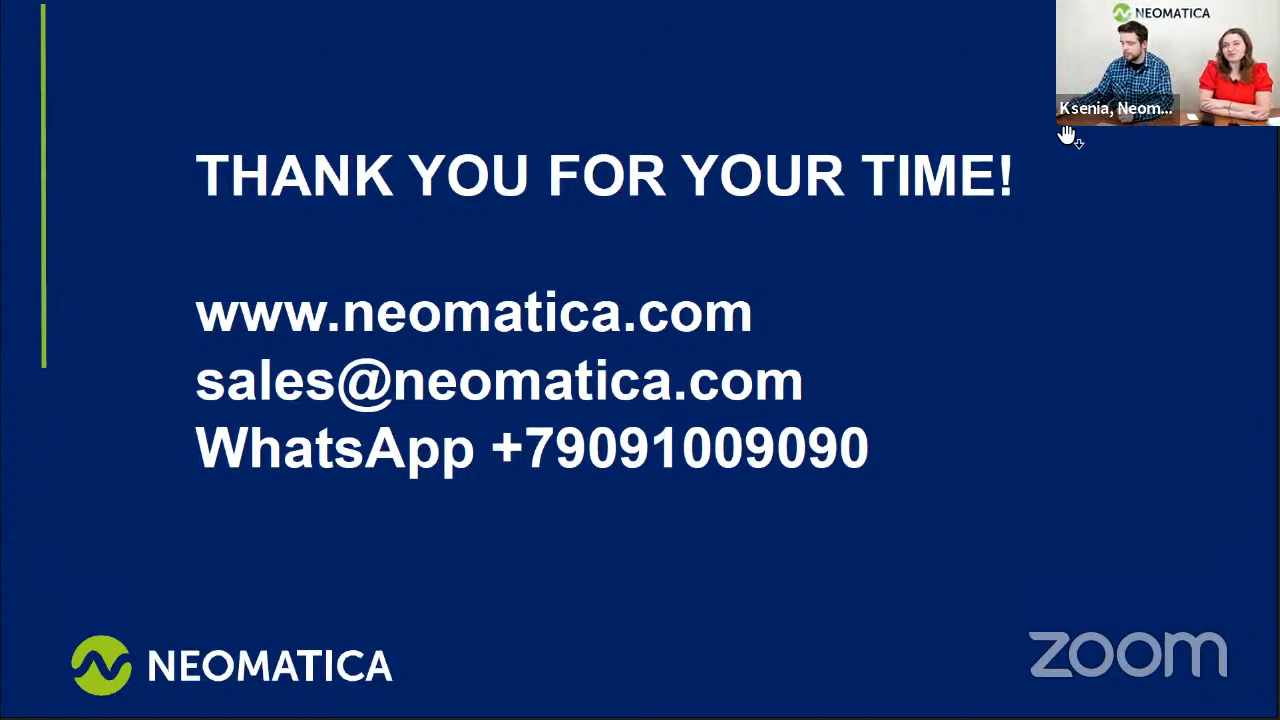 NEOMATICA
Ksenia, Neom...
THANK YOU FOR YOUR TIME!
www.neomatica.com
sales@neomatica.com
WhatsApp +79091009090
NEOMATICA
zoom